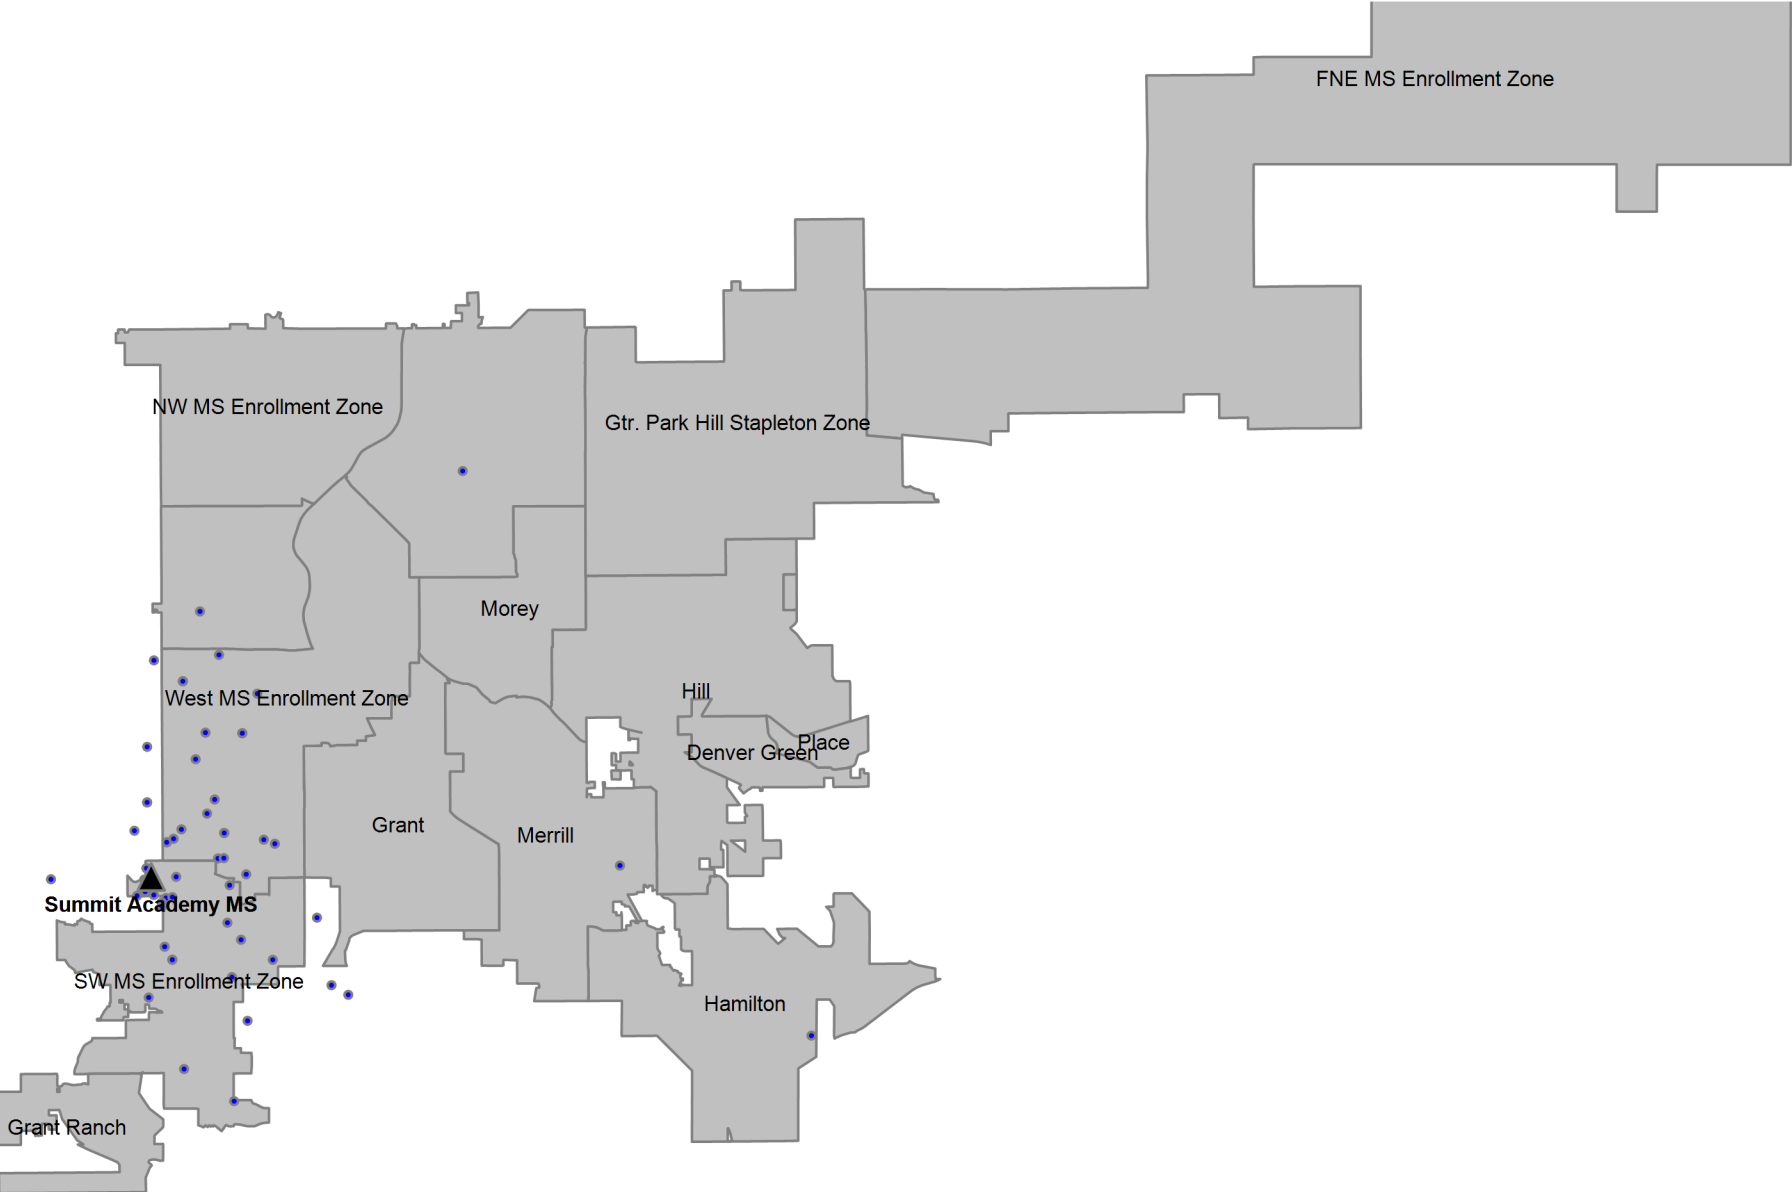 FNE MS Enrollment Zone
NW MS Enrollment Zone
Gtr. Park Hill Stapleton Zone
Morey
Hill
West MS Enrollment Zone
Place
Denver Green
Grant
Merrill
Summit Academy MS
SW MS Enrollment Zone
Hamilton
Grant Ranch